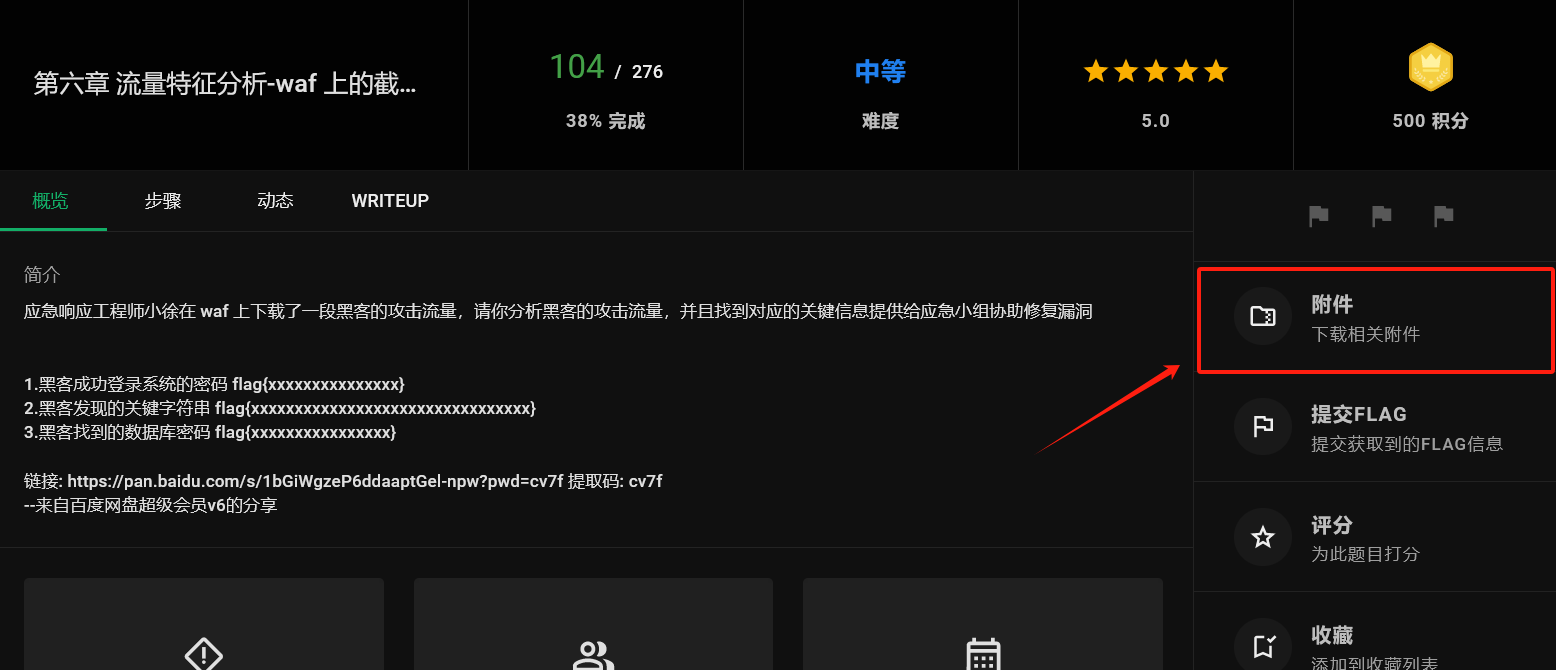 第六章 流量特征分析-waf 上的截...
104 / 276
38% 完成
中等
难度
5.0
500 积分
概览
步骤
动态
WRITEUP
简介
应急响应工程师小徐在 waf 上下载了一段黑客的攻击流量，请你分析黑客的攻击流量，并且找到对应的关键信息提供给应急小组协助修复漏洞
1.黑客成功登录系统的密码 flag{xxxxxxxxxxxxxxx}
2.黑客发现的关键字符串 flag{xxxxxxxxxxxxxxxxxxxxxxxxxxxxxxxx}
3.黑客找到的数据库密码 flag{xxxxxxxxxxxxxxxx}
链接: https://pan.baidu.com/s/1bGiWgzeP6ddaaptGel-npw?pwd=cv7f 提取码: cv7f
--来自百度网盘超级会员v6的分享
附件
下载相关附件
提交FLAG
提交获取到的FLAG信息
评分
为此题目打分
收藏
添加到收藏列表